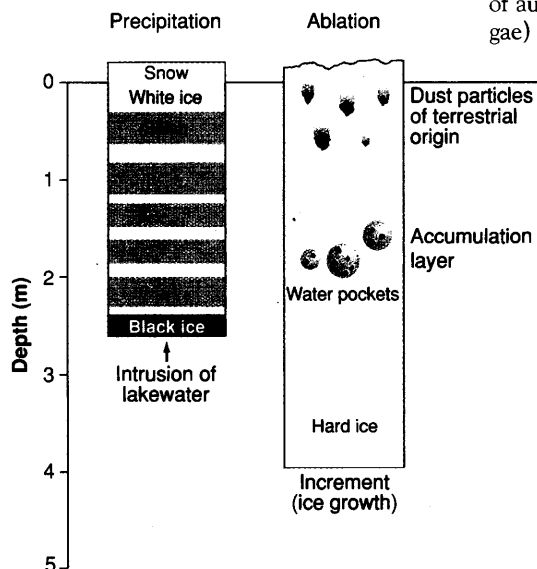 of au
gae)
Precipitation
Ablation
Depth (m)
0
1
2
3
4
5
Snow
White ice
Black ice
Intrusion of
lakewater
Dust particles
of terrestrial
origin
Accumulation
layer
Water pockets
Hard ice
Increment
(ice growth)